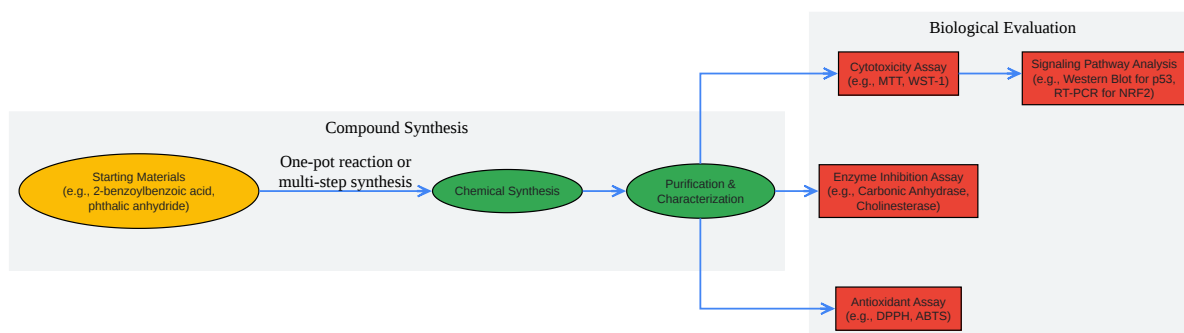 Biological Evaluation
Cytotoxicity Assay
(e.g., MTT, WST-1)
Signaling Pathway Analysis
(e.g., Western Blot for p53,
RT-PCR for NRF2)
Compound Synthesis
Starting Materials
(e.g., 2-benzoylbenzoic acid,
phthalic anhydride)
One-pot reaction or
multi-step synthesis
Chemical Synthesis
Purification &
Characterization
Enzyme Inhibition Assay
(e.g., Carbonic Anhydrase,
Cholinesterase)
Antioxidant Assay
(e.g., DPPH, ABTS)